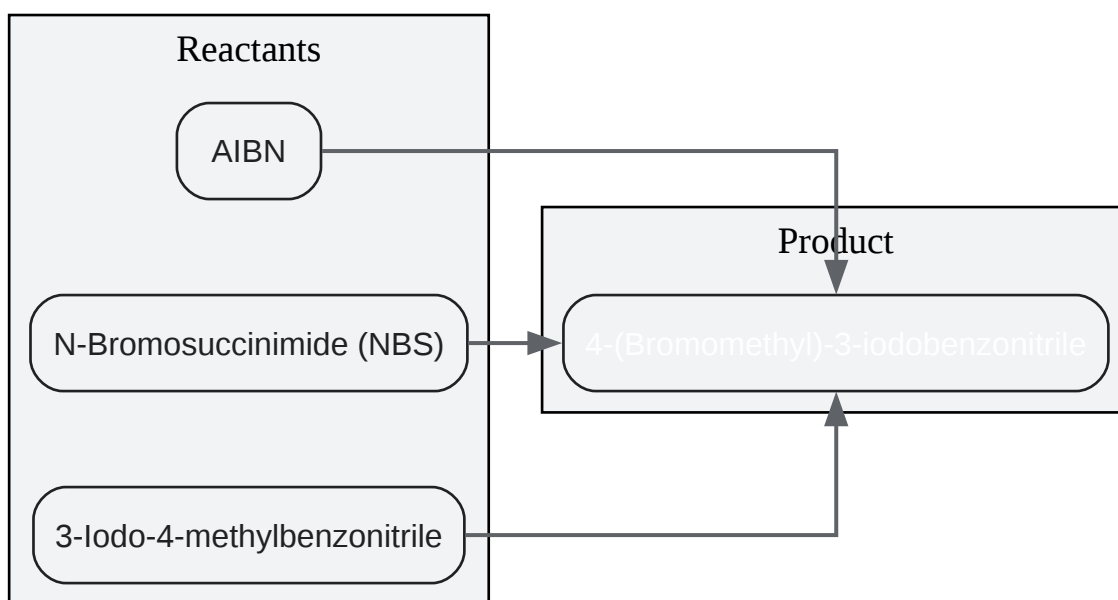 Reactants
AIBN
Product
N-Bromosuccinimide (NBS)
4-(Bromomethyl)-3-iodobenzonitrile
3-Iodo-4-methylbenzonitrile